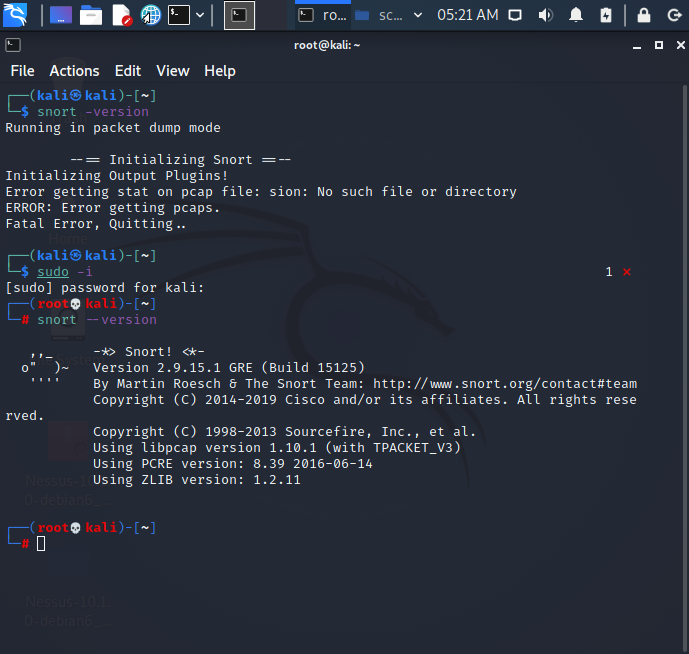 ro...
sc...
05:21 AM
root@kali: ~
File Actions Edit View Help
┌──(kali㉿kali)-[~]
└─$ snort -version
Running in packet dump mode
--== Initializing Snort ==--
Initializing Output Plugins!
Error getting stat on pcap file: sion: No such file or directory
ERROR: Error getting pcaps.
Fatal Error, Quitting..
┌──(kali㉿kali)-[~]
└─$ sudo -i 1 ⨯
[sudo] password for kali:
┌──(root💀kali)-[~]
└─# snort --version
,,_ -*> Snort! <*-
o" )~ Version 2.9.15.1 GRE (Build 15125)
'''' By Martin Roesch & The Snort Team: http://www.snort.org/contact#team
Copyright (C) 2014-2019 Cisco and/or its affiliates. All rights rese
rved.
Copyright (C) 1998-2013 Sourcefire, Inc., et al.
Using libpcap version 1.10.1 (with TPACKET_V3)
Using PCRE version: 8.39 2016-06-14
Using ZLIB version: 1.2.11
┌──(root💀kali)-[~]
└─#